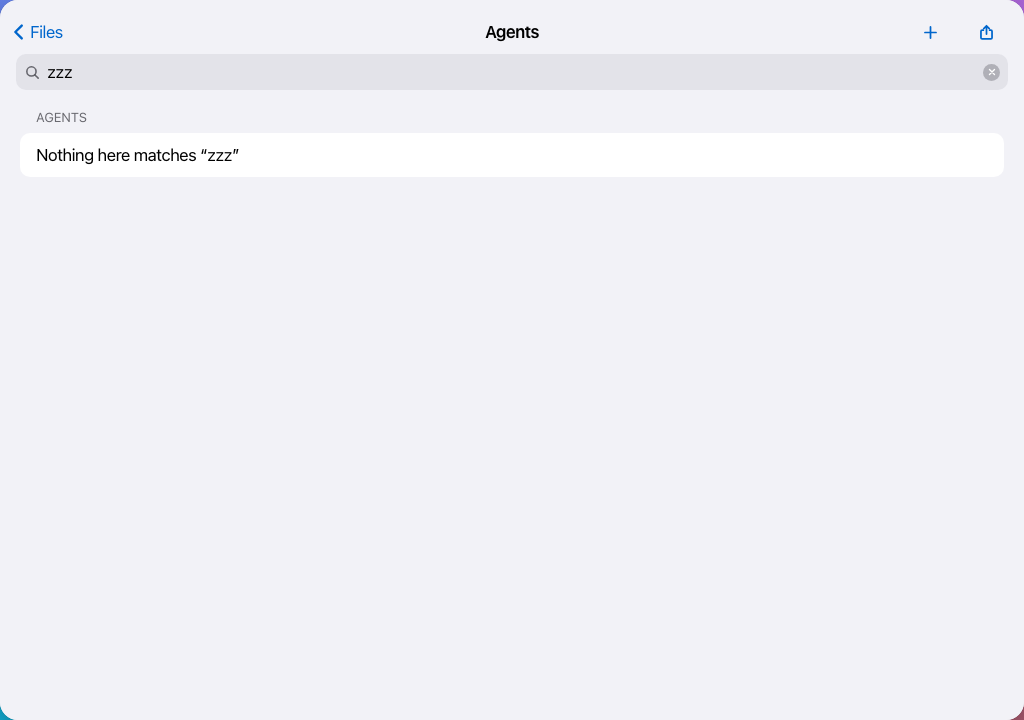 Files
Agents
zzz
AGENTS
Nothing here matches “zzz”